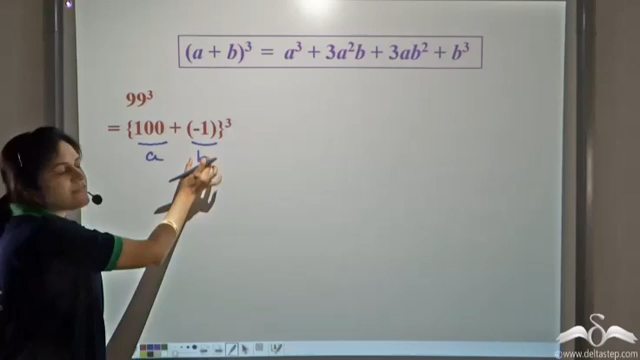 (a + b)³ = a³ + 3a²b + 3ab² + b³
99³
= {100 + (-1)}³
a b
©www.deltastep.com